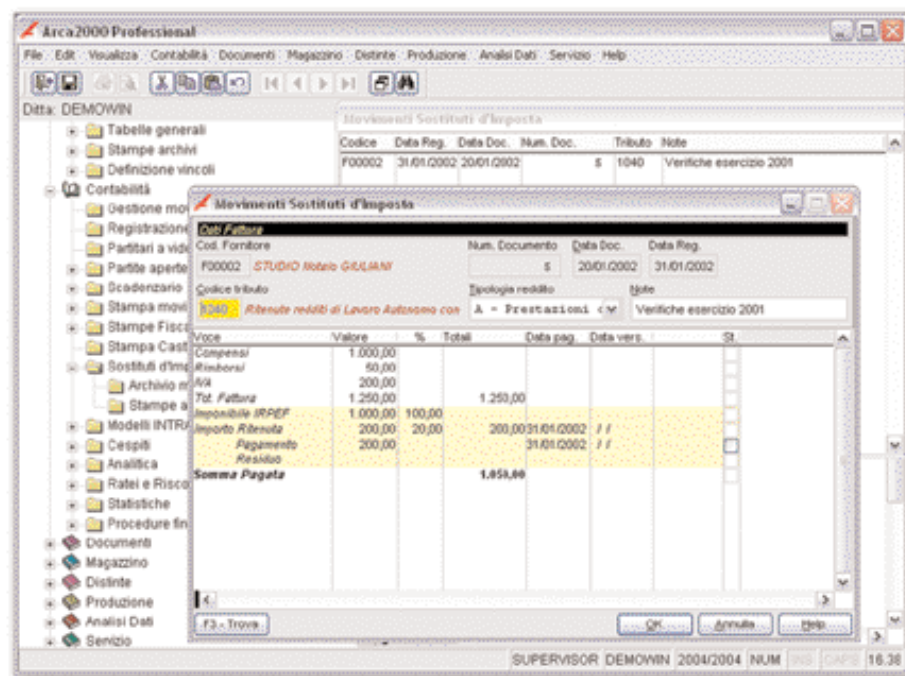 Arca2000 Professional
File Edit Visualizza Contabilità Documenti Magazzino Distinte Produzione Analisi Dati Servizio Help
Ditta: DEMOWIN
Tabelle generali
Stampe archivi
Definizione vincoli
Contabilità
Gestione mov
Registrazione
Partitari a vide
Partite aperte
Scadenzario
Stampa movi
Stampe Fisca
Stampa Cast
Sostituti d'Imp
Archivio m
Stampe a
Modelli INTRA
Cespiti
Analitica
Ratei e Risco
Statistiche
Procedure fin
Documenti
Magazzino
Distinte
Produzione
Analisi Dati
Servizio
Movimenti Sostituti d'Imposta
Codice Data Reg. Data Doc. Num. Doc. Tributo Note
F00002 31/01/2002 20/01/2002 5 1040 Verifiche esercizio 2001
Movimenti Sostituti d'Imposta
Dati Fattura
Cod. Fornitore Num. Documento Data Doc. Data Reg.
F00002 STUDIO Notaio GIULIANI 5 20/01/2002 31/01/2002
Codice tributo Tipologia reddito Note
1040 Ritenute redditi di Lavoro Autonomo con A - Prestazioni Verifiche esercizio 2001
Voce Valore % Totali Data pag. Data vers. St.
Compensi 1.000,00
Rimborsi 50,00
IVA 200,00
Tot. Fattura 1.250,00 1.250,00
Imponibile IRPEF 1.000,00 100,00
Importo Ritenuta 200,00 20,00 200,00 31/01/2002 / /
Pagamento 200,00 31/01/2002 / /
Residuo
Somma Pagata 1.050,00
F3 - Trova OK Annulla Help
SUPERVISOR DEMOWIN 2004/2004 NUM INS CAPS 16.38